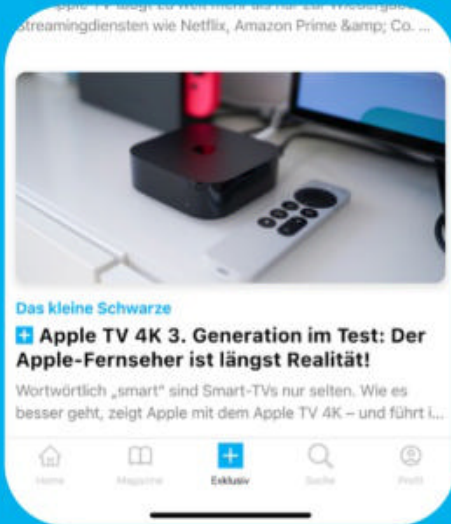 Streamingdiensten wie Netflix, Amazon Prime &amp; Co. ...
Das kleine Schwarze
Apple TV 4K 3. Generation im Test: Der
Apple-Fernseher ist längst Realität!
Wortwörtlich „smart“ sind Smart-TVs nur selten. Wie es
besser geht, zeigt Apple mit dem Apple TV 4K – und führt i...
Home Magazine Exklusiv Suche Profil